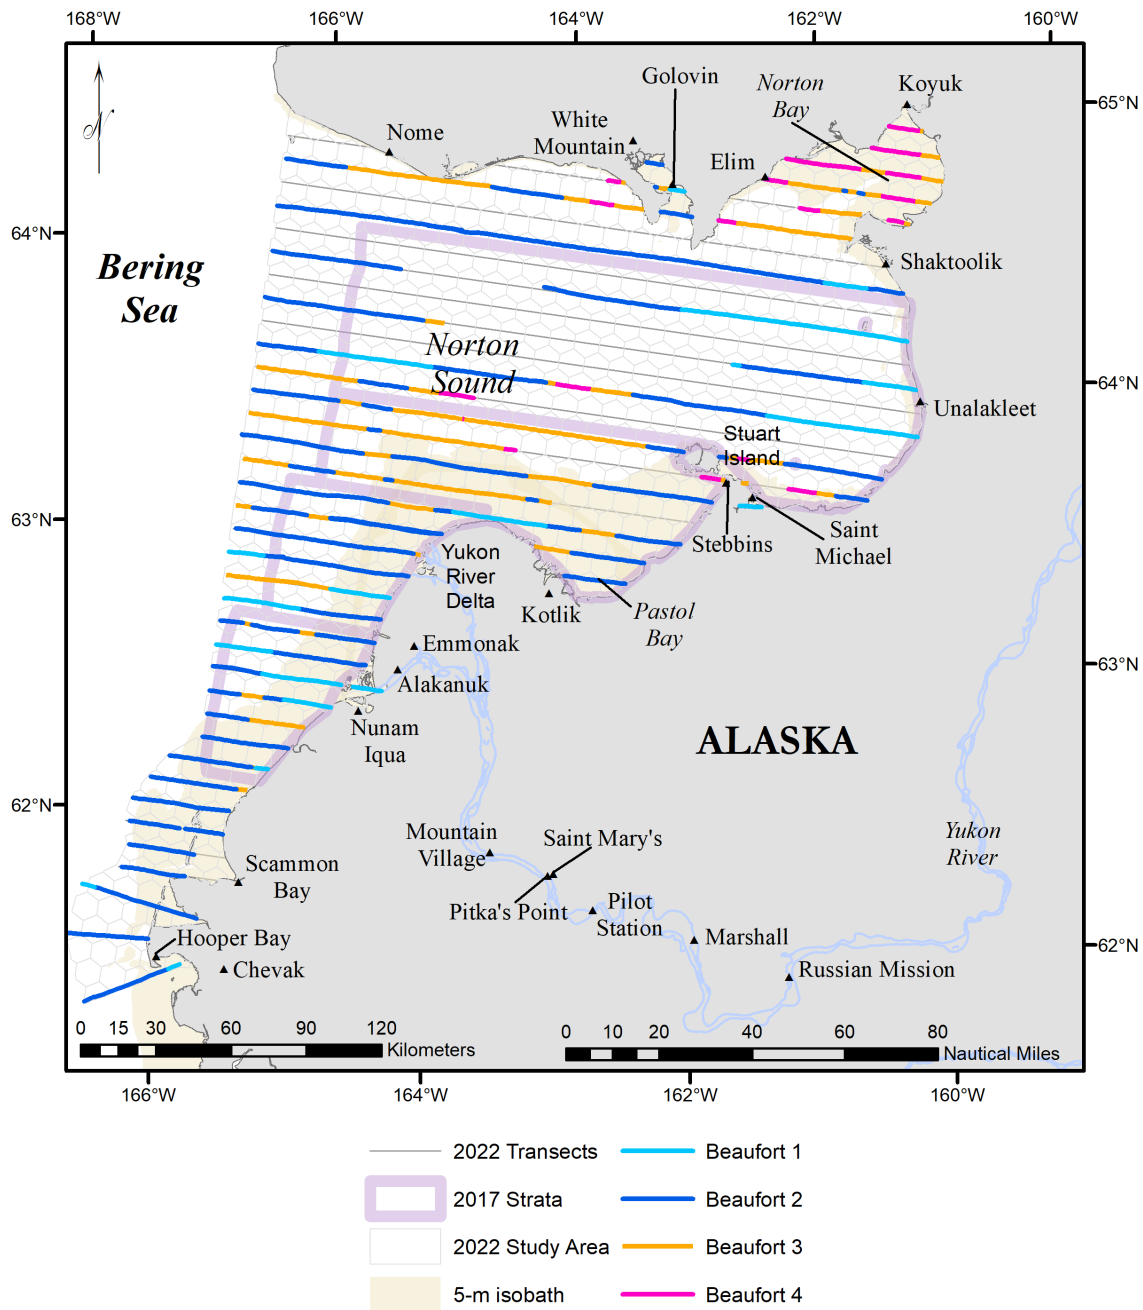 168°W
166°W
164°W
162°W
160°W
N
Golovin
Norton
Bay
Koyuk
65°N
White
Mountain
Nome
Elim
64°N
Bering
Sea
Shaktoolik
Norton
Sound
64°N
Unalakleet
Stuart
Island
63°N
Stebbins
Saint
Michael
Yukon
River
Delta
Kotlik
Pastol
Bay
Emmonak
63°N
Alakanuk
Nunam
Iqua
ALASKA
62°N
Mountain
Village
Saint Mary's
Yukon
River
Scammon
Bay
Pitka's Point
Pilot
Station
Hooper Bay
Marshall
62°N
Chevak
Russian Mission
0 15 30 60 90 120
Kilometers
0 10 20 40 60 80
Nautical Miles
166°W
164°W
162°W
160°W
2022 Transects
Beaufort 1
2017 Strata
Beaufort 2
2022 Study Area
Beaufort 3
5-m isobath
Beaufort 4